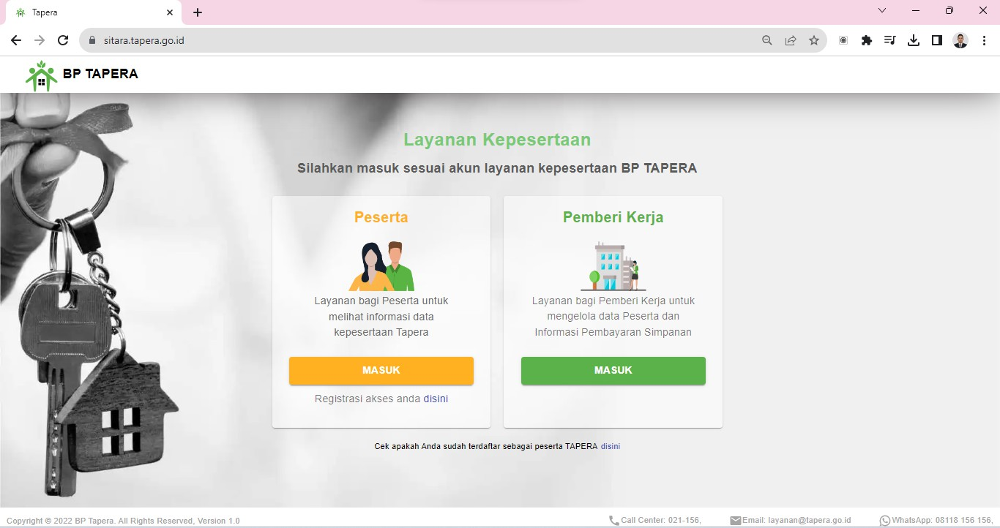 Tapera
sitara.tapera.go.id
BP TAPERA
Layanan Kepesertaan
Silahkan masuk sesuai akun layanan kepesertaan BP TAPERA
Peserta
Layanan bagi Peserta untuk
melihat informasi data
kepesertaan Tapera
MASUK
Registrasi akses anda disini
Pemberi Kerja
Layanan bagi Pemberi Kerja untuk
mengelola data Peserta dan
Informasi Pembayaran Simpanan
MASUK
Cek apakah Anda sudah terdaftar sebagai peserta TAPERA disini
Copyright © 2022 BP Tapera. All Rights Reserved, Version 1.0
Call Center: 021-156,
Email: layanan@tapera.go.id
WhatsApp: 08118 156 156,